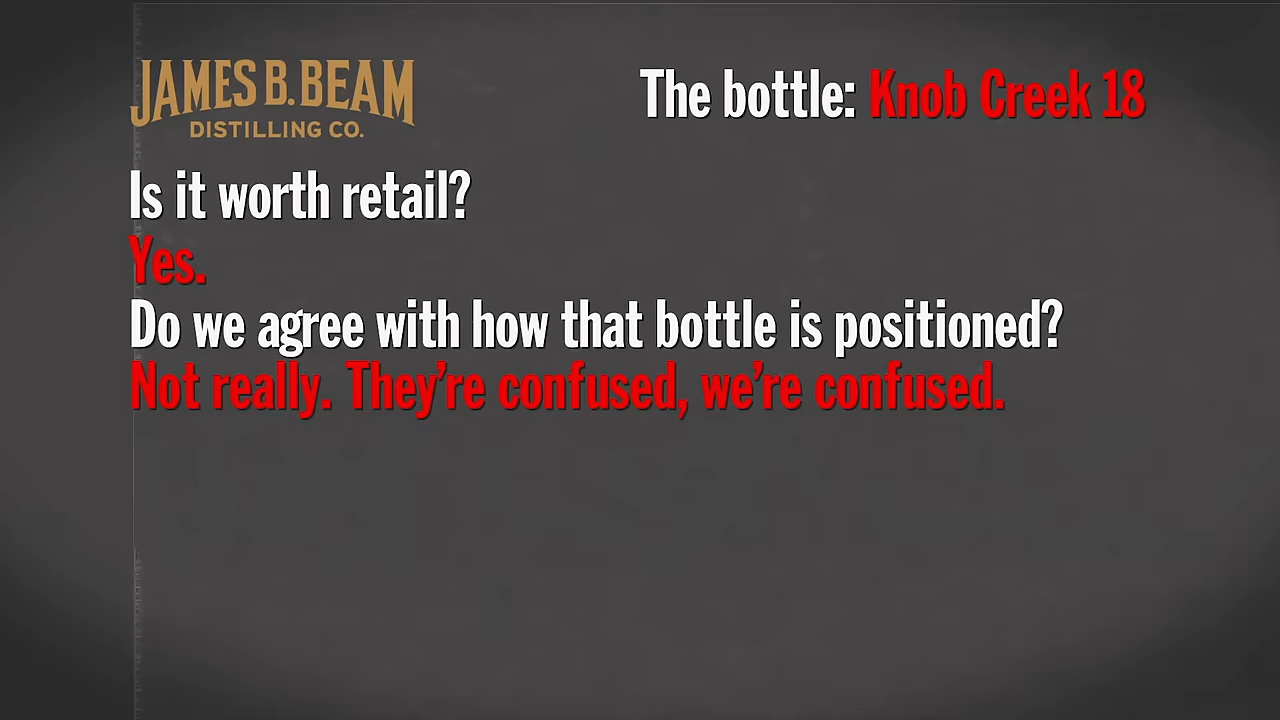 JAMES B. BEAM
DISTILLING CO.
The bottle: Knob Creek 18
Is it worth retail?
Yes.
Do we agree with how that bottle is positioned?
Not really. They’re confused, we’re confused.